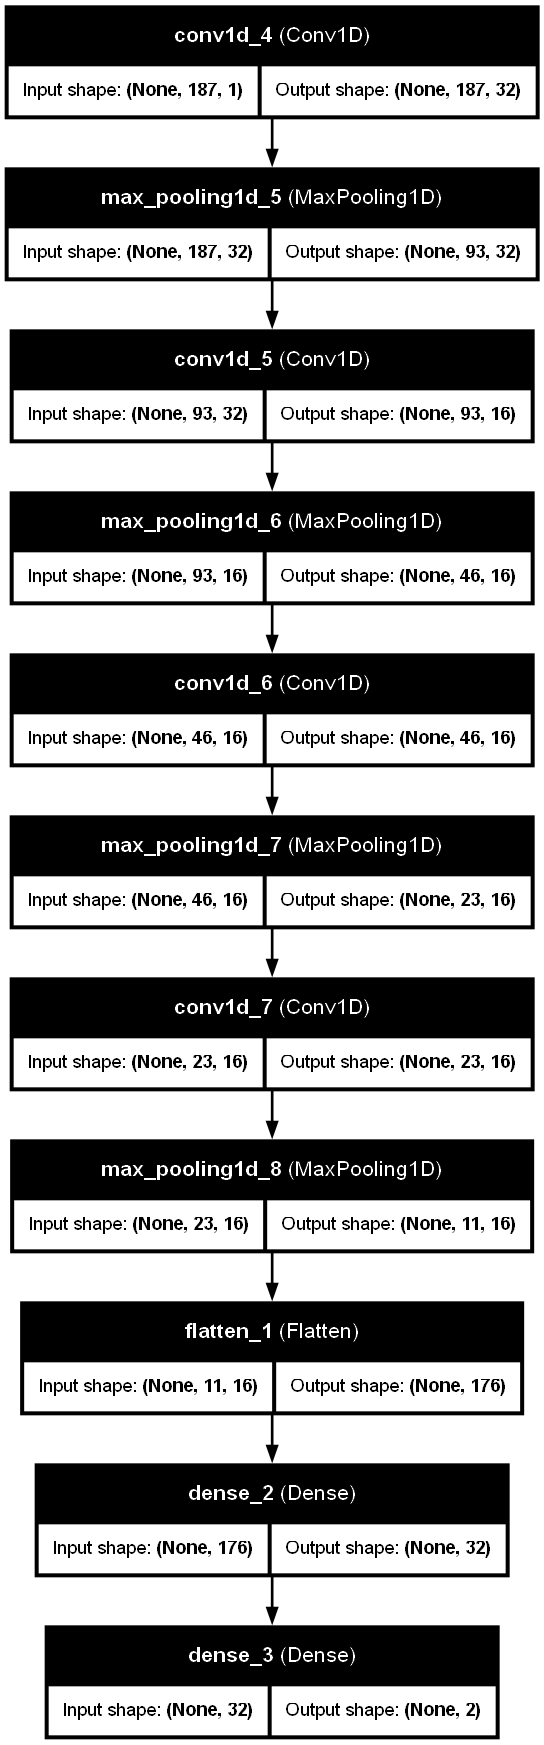 conv1d_4 (Conv1D)
Input shape: (None, 187, 1) Output shape: (None, 187, 32)
max_pooling1d_5 (MaxPooling1D)
Input shape: (None, 187, 32) Output shape: (None, 93, 32)
conv1d_5 (Conv1D)
Input shape: (None, 93, 32) Output shape: (None, 93, 16)
max_pooling1d_6 (MaxPooling1D)
Input shape: (None, 93, 16) Output shape: (None, 46, 16)
conv1d_6 (Conv1D)
Input shape: (None, 46, 16) Output shape: (None, 46, 16)
max_pooling1d_7 (MaxPooling1D)
Input shape: (None, 46, 16) Output shape: (None, 23, 16)
conv1d_7 (Conv1D)
Input shape: (None, 23, 16) Output shape: (None, 23, 16)
max_pooling1d_8 (MaxPooling1D)
Input shape: (None, 23, 16) Output shape: (None, 11, 16)
flatten_1 (Flatten)
Input shape: (None, 11, 16) Output shape: (None, 176)
dense_2 (Dense)
Input shape: (None, 176) Output shape: (None, 32)
dense_3 (Dense)
Input shape: (None, 32) Output shape: (None, 2)